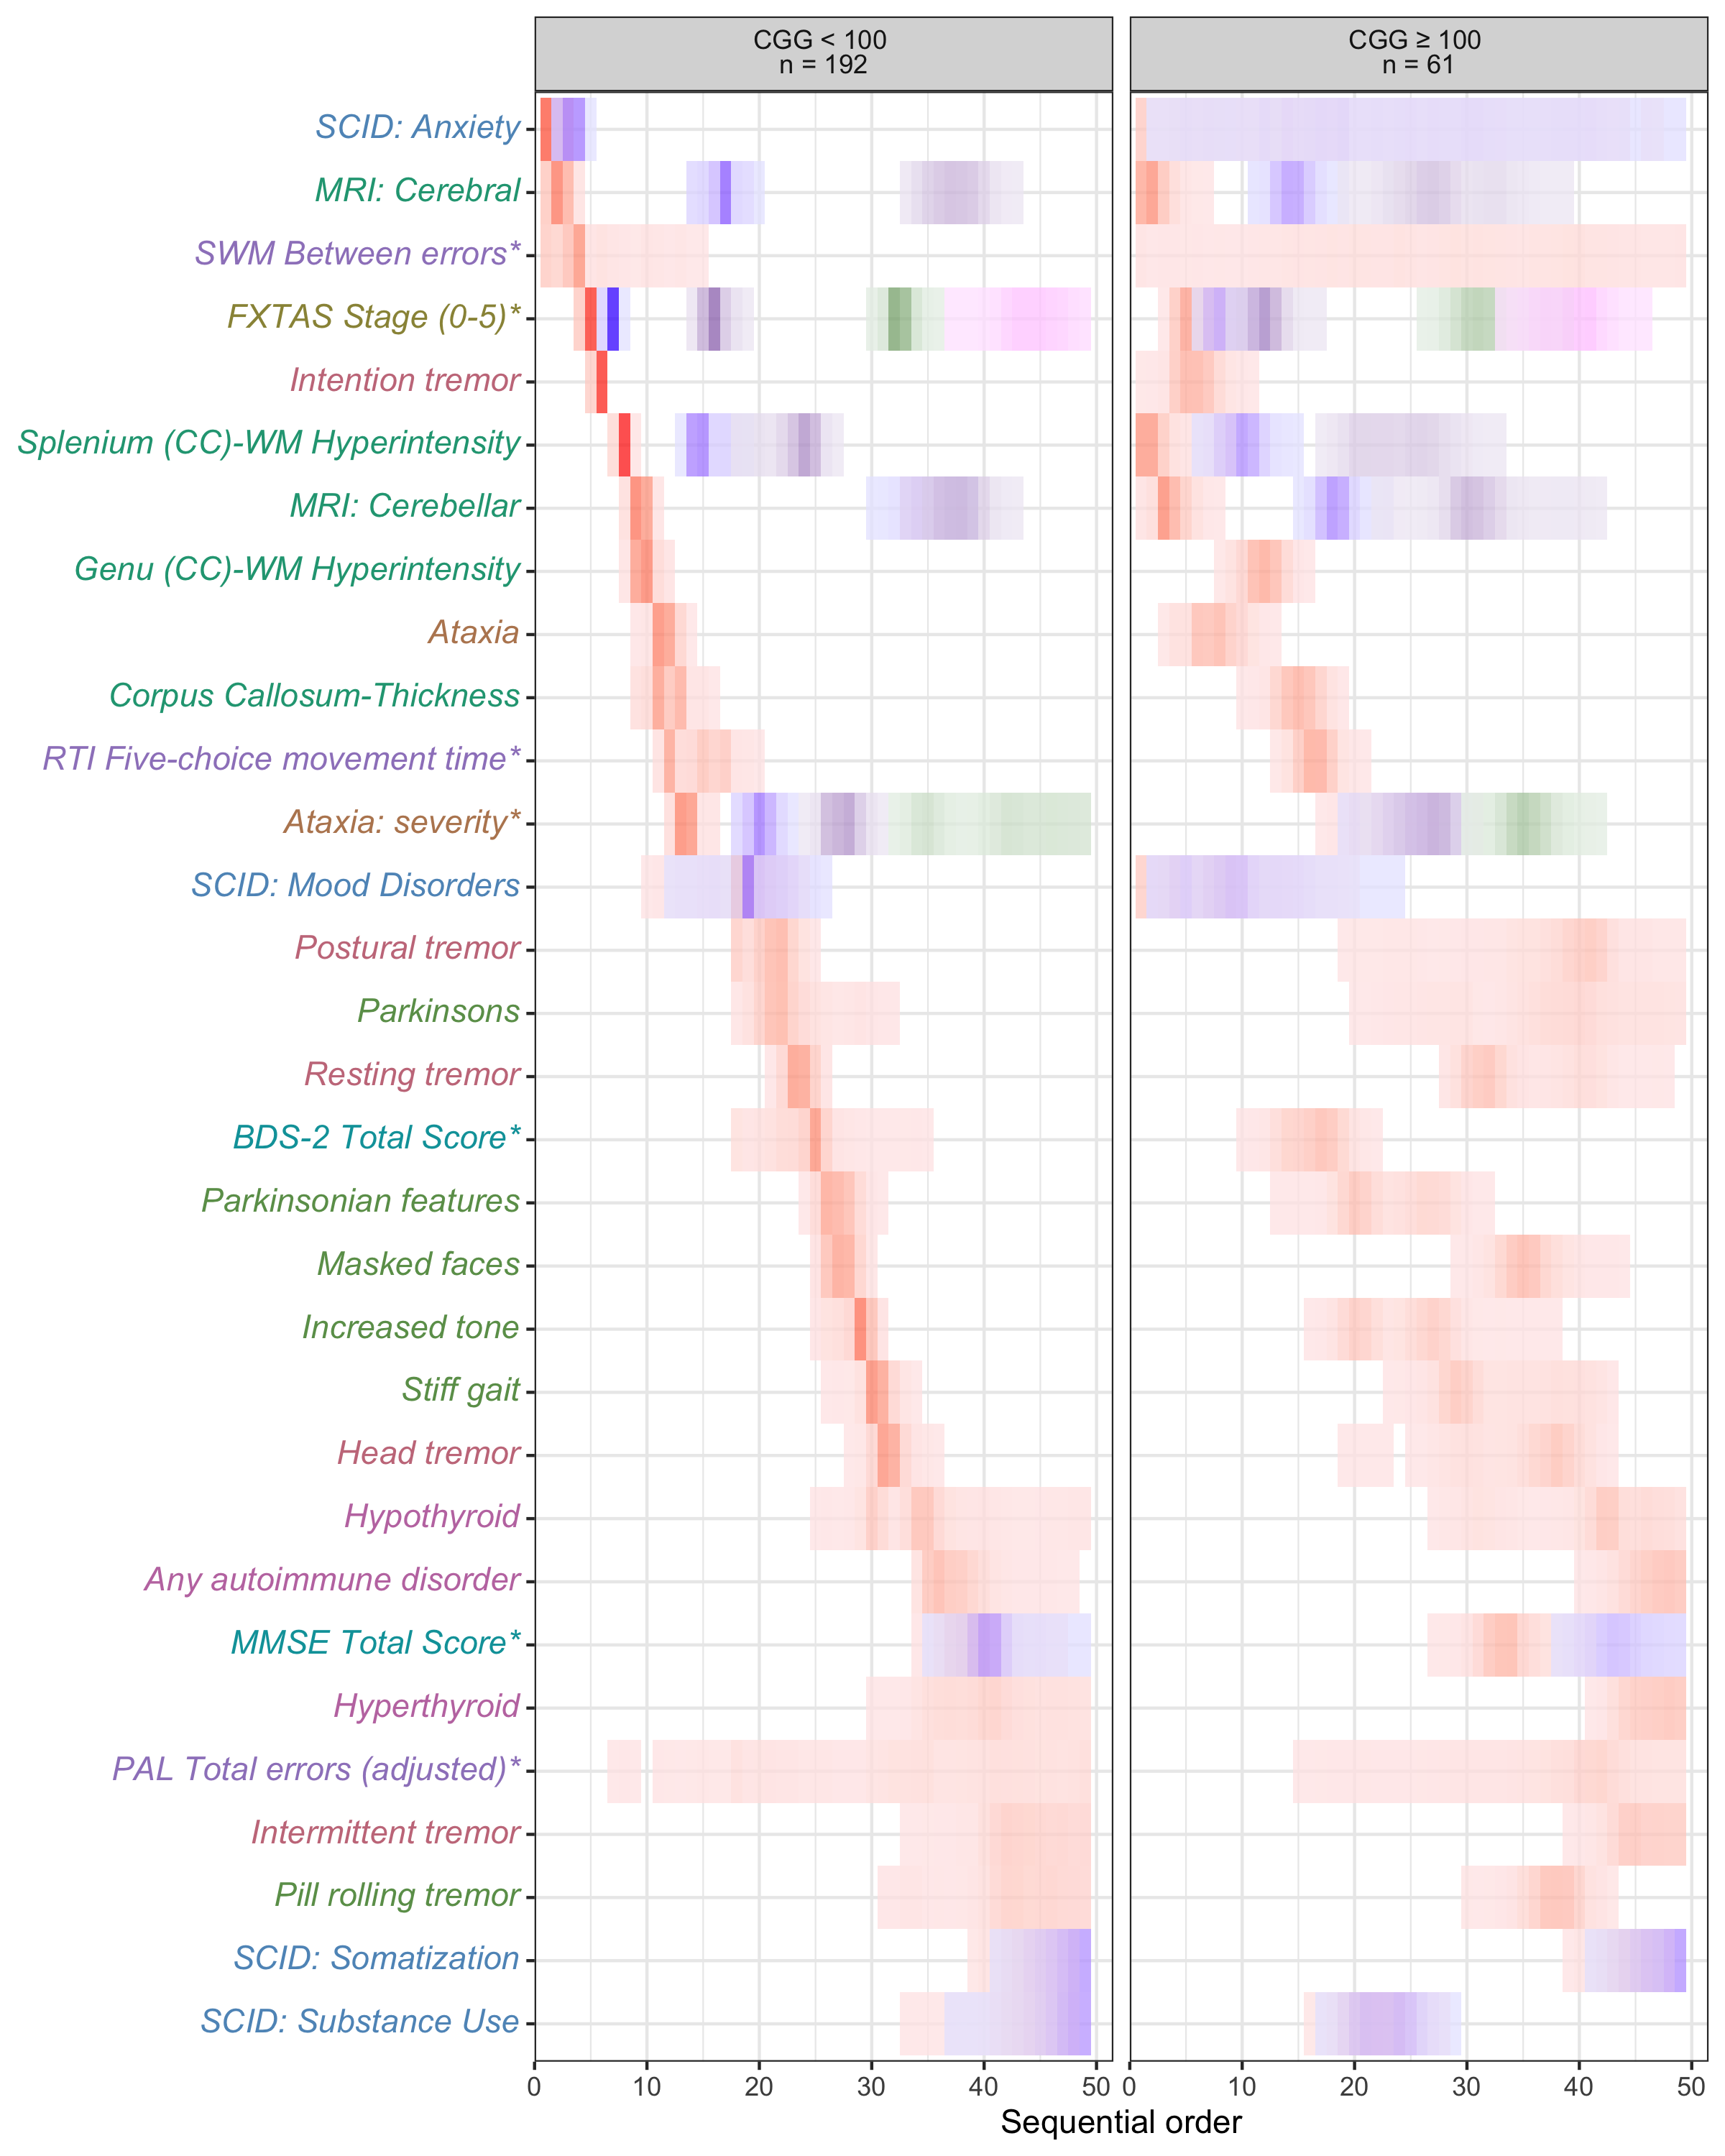 CGG < 100
n = 192
CGG ≥ 100
n = 61
SCID: Anxiety
MRI: Cerebral
SWM Between errors*
FXTAS Stage (0-5)*
Intention tremor
Splenium (CC)-WM Hyperintensity
MRI: Cerebellar
Genu (CC)-WM Hyperintensity
Ataxia
Corpus Callosum-Thickness
RTI Five-choice movement time*
Ataxia: severity*
SCID: Mood Disorders
Postural tremor
Parkinsons
Resting tremor
BDS-2 Total Score*
Parkinsonian features
Masked faces
Increased tone
Stiff gait
Head tremor
Hypothyroid
Any autoimmune disorder
MMSE Total Score*
Hyperthyroid
PAL Total errors (adjusted)*
Intermittent tremor
Pill rolling tremor
SCID: Somatization
SCID: Substance Use
0 10 20 30 40 50 0 10 20 30 40 50
Sequential order